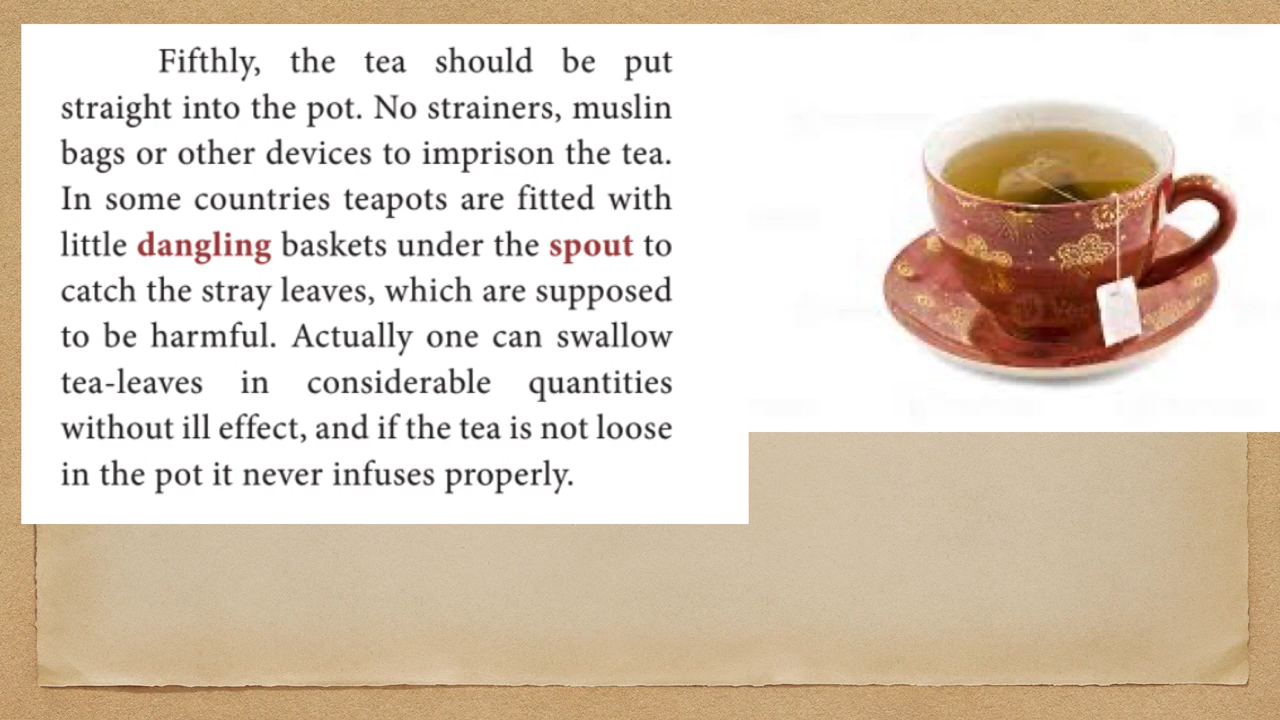 Fifthly, the tea should be put
straight into the pot. No strainers, muslin
bags or other devices to imprison the tea.
In some countries teapots are fitted with
little dangling baskets under the spout to
catch the stray leaves, which are supposed
to be harmful. Actually one can swallow
tea-leaves in considerable quantities
without ill effect, and if the tea is not loose
in the pot it never infuses properly.